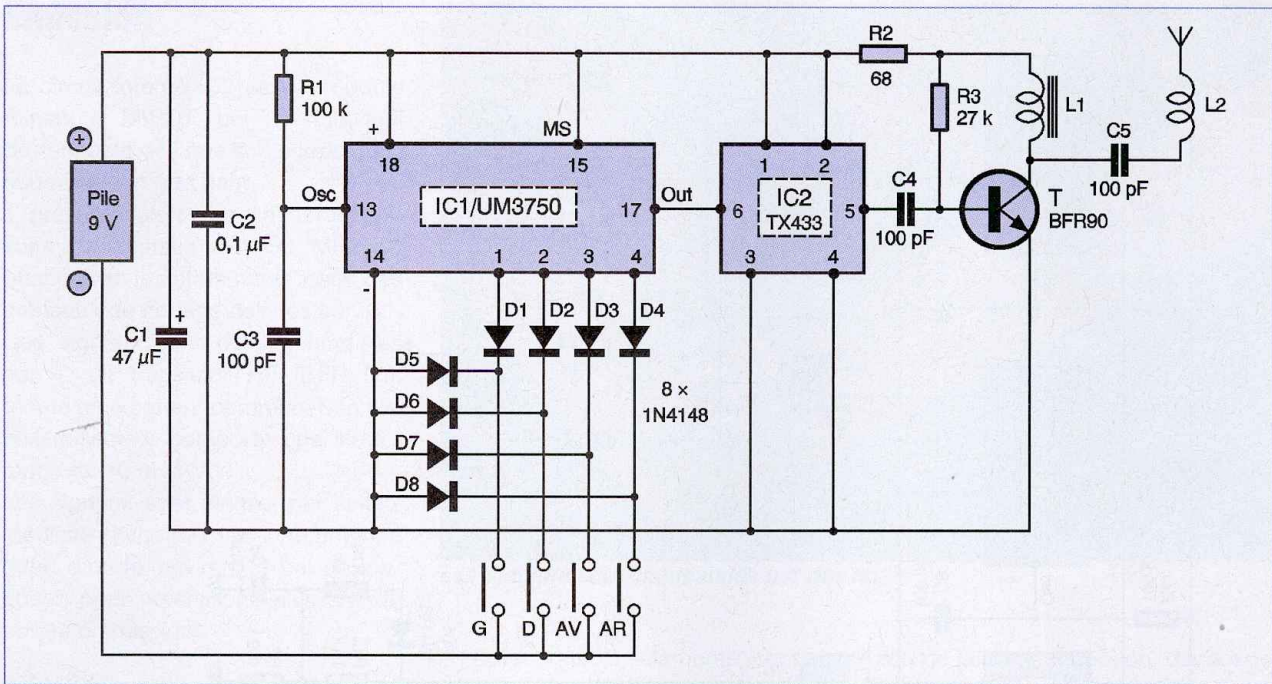 R2
68
R1
100 k
R3
27 k
L1
L2
+
MS
C5
100 pF
+
18
15
1
2
Pile
9 V
Osc
13
IC1/UM3750
17
Out
6
IC2
TX433
5
C4
100 pF
T
BFR90
C2
0,1 µF
-
14
1
2
3
4
3
4
C1
47 µF
+
C3
100 pF
D1
D2
D3
D4
D5
D6
D7
D8
8 ×
1N4148
G
D
AV
AR